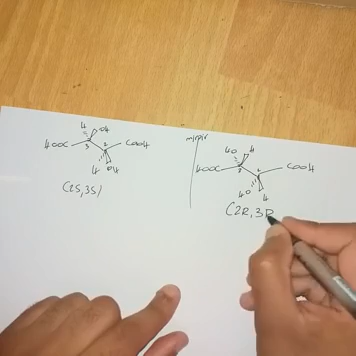 H OH
HOOC 3 2 COOH
H OH
(2S,3S)
mirror
HO H
HOOC 3 2 COOH
HO H
(2R,3R